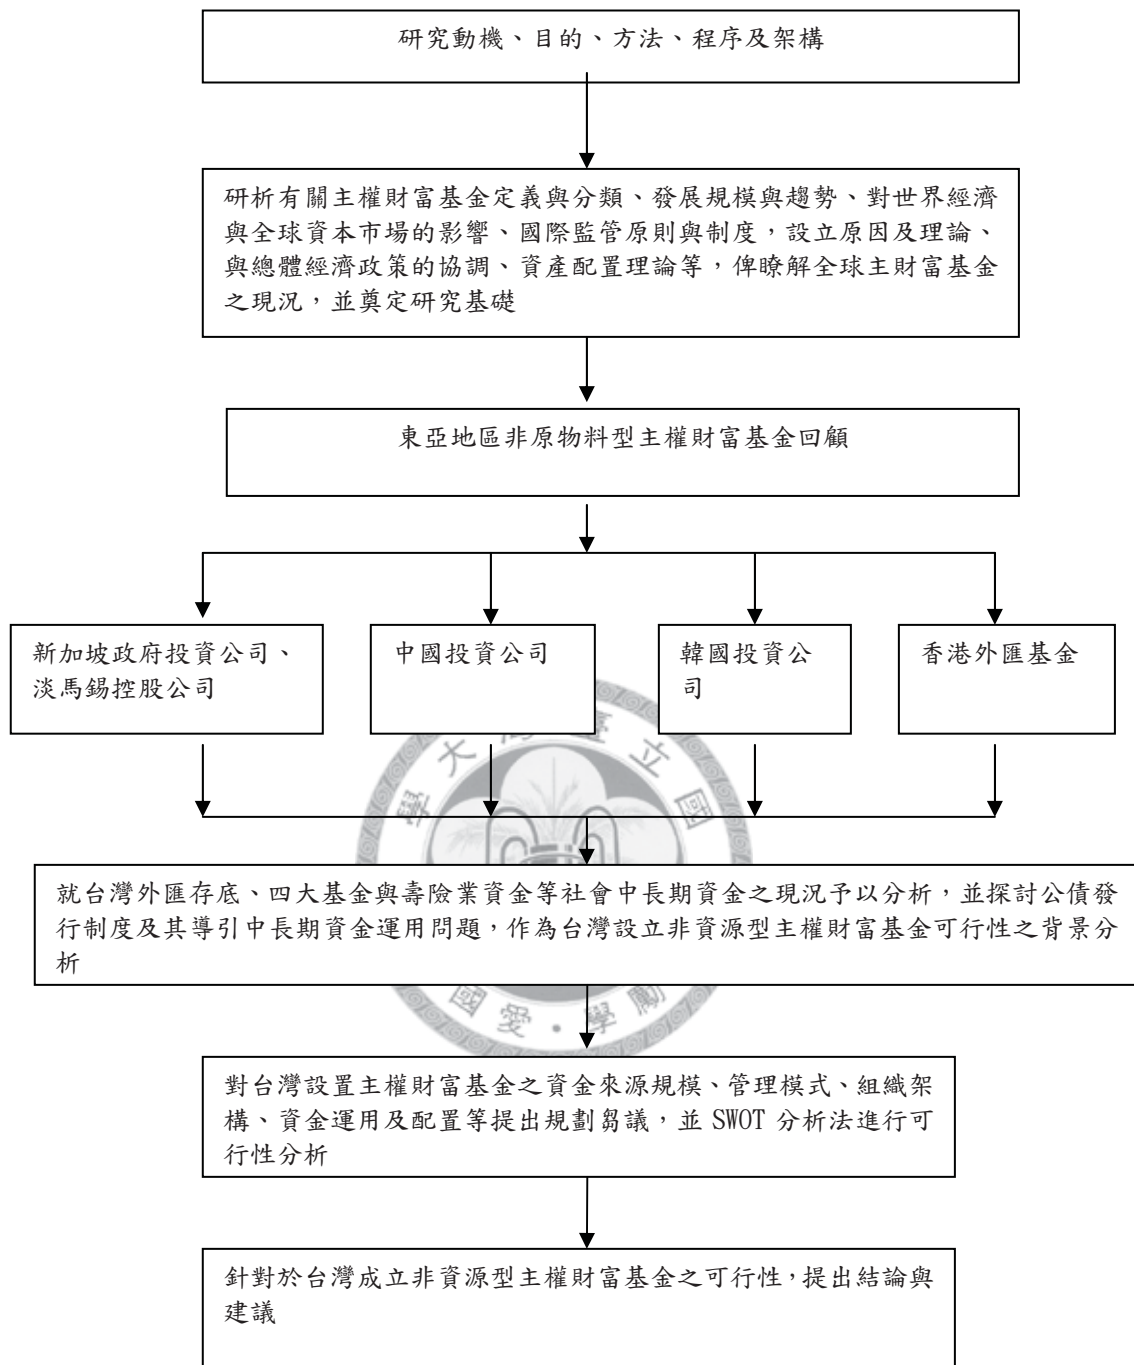 研究動機、目的、方法、程序及架構
研析有關主權財富基金定義與分類、發展規模與趨勢、對世界經濟
與全球資本市場的影響、國際監管原則與制度，設立原因及理論、
與總體經濟政策的協調、資產配置理論等，俾瞭解全球主財富基金
之現況，並奠定研究基礎
東亞地區非原物料型主權財富基金回顧
新加坡政府投資公司、
淡馬錫控股公司
中國投資公司
韓國投資公
司
香港外匯基金
就台灣外匯存底、四大基金與壽險業資金等社會中長期資金之現況予以分析，並探討公債發
行制度及其導引中長期資金運用問題，作為台灣設立非資源型主權財富基金可行性之背景分
析
對台灣設置主權財富基金之資金來源規模、管理模式、組織架
構、資金運用及配置等提出規劃芻議，並 SWOT 分析法進行可
行性分析
針對於台灣成立非資源型主權財富基金之可行性，提出結論與
建議